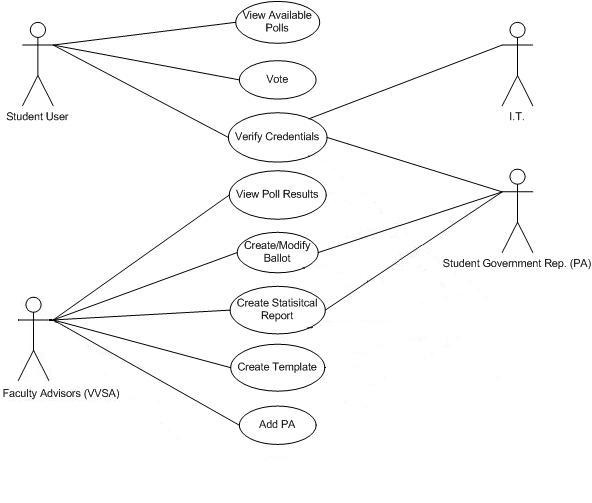 View Available
Polls
Vote
Student User
I.T.
Verify Credentials
View Poll Results
Create/Modify
Ballot
Student Government Rep. (PA)
Create Statisitcal
Report
Create Template
Faculty Advisors (VVSA)
Add PA